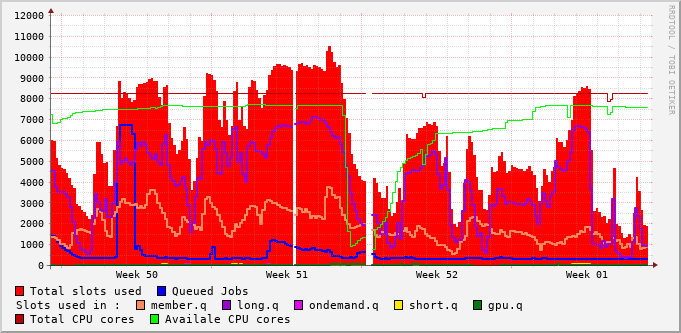 12000
11000
10000
9000
8000
7000
6000
5000
4000
3000
2000
1000
0
Week 50 Week 51 Week 52 Week 01
Total slots used Queued Jobs
Slots used in : member.q long.q ondemand.q short.q gpu.q
Total CPU cores Availale CPU cores
RRDTOOL / TOBI OETIKER